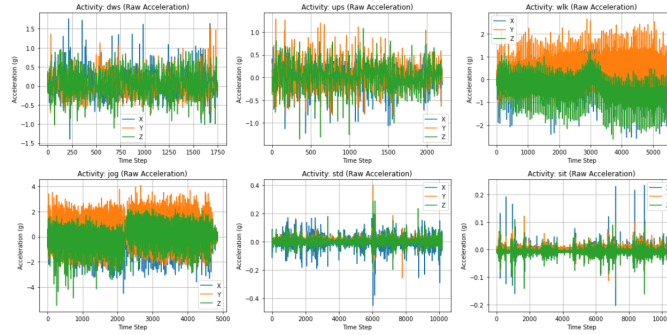 Activity: dws (Raw Acceleration)
Acceleration (g)
1.5
1.0
0.5
0.0
−0.5
−1.0
−1.5
X
Y
Z
0 250 500 750 1000 1250 1500 1750
Time Step
Activity: ups (Raw Acceleration)
Acceleration (g)
1.0
0.5
0.0
−0.5
−1.0
X
Y
Z
0 500 1000 1500 2000
Time Step
Activity: wlk (Raw Acceleration)
Acceleration (g)
2
1
0
−1
−2
X
Y
Z
0 1000 2000 3000 4000 5000
Time Step
Activity: jog (Raw Acceleration)
Acceleration (g)
4
2
0
−2
−4
X
Y
Z
0 1000 2000 3000 4000 5000
Time Step
Activity: std (Raw Acceleration)
Acceleration (g)
0.4
0.2
0.0
−0.2
−0.4
X
Y
Z
0 2000 4000 6000 8000 10000
Time Step
Activity: sit (Raw Acceleration)
Acceleration (g)
0.2
0.1
0.0
−0.1
−0.2
X
Y
Z
0 2000 4000 6000 8000 10000
Time Step